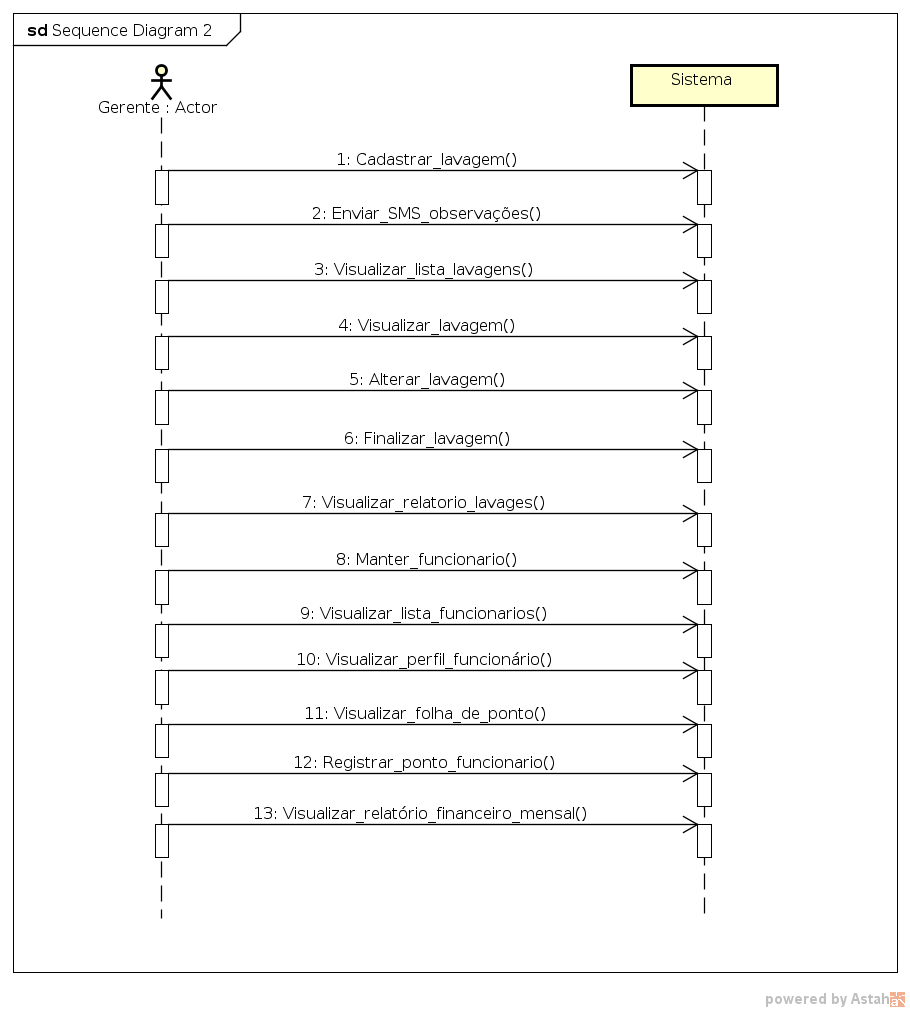 sd Sequence Diagram 2
Sistema
Gerente : Actor
1: Cadastrar_lavagem()
2: Enviar_SMS_observações()
3: Visualizar_lista_lavagens()
4: Visualizar_lavagem()
5: Alterar_lavagem()
6: Finalizar_lavagem()
7: Visualizar_relatorio_lavages()
8: Manter_funcionario()
9: Visualizar_lista_funcionarios()
10: Visualizar_perfil_funcionário()
11: Visualizar_folha_de_ponto()
12: Registrar_ponto_funcionario()
13: Visualizar_relatório_financeiro_mensal()
powered by Astah